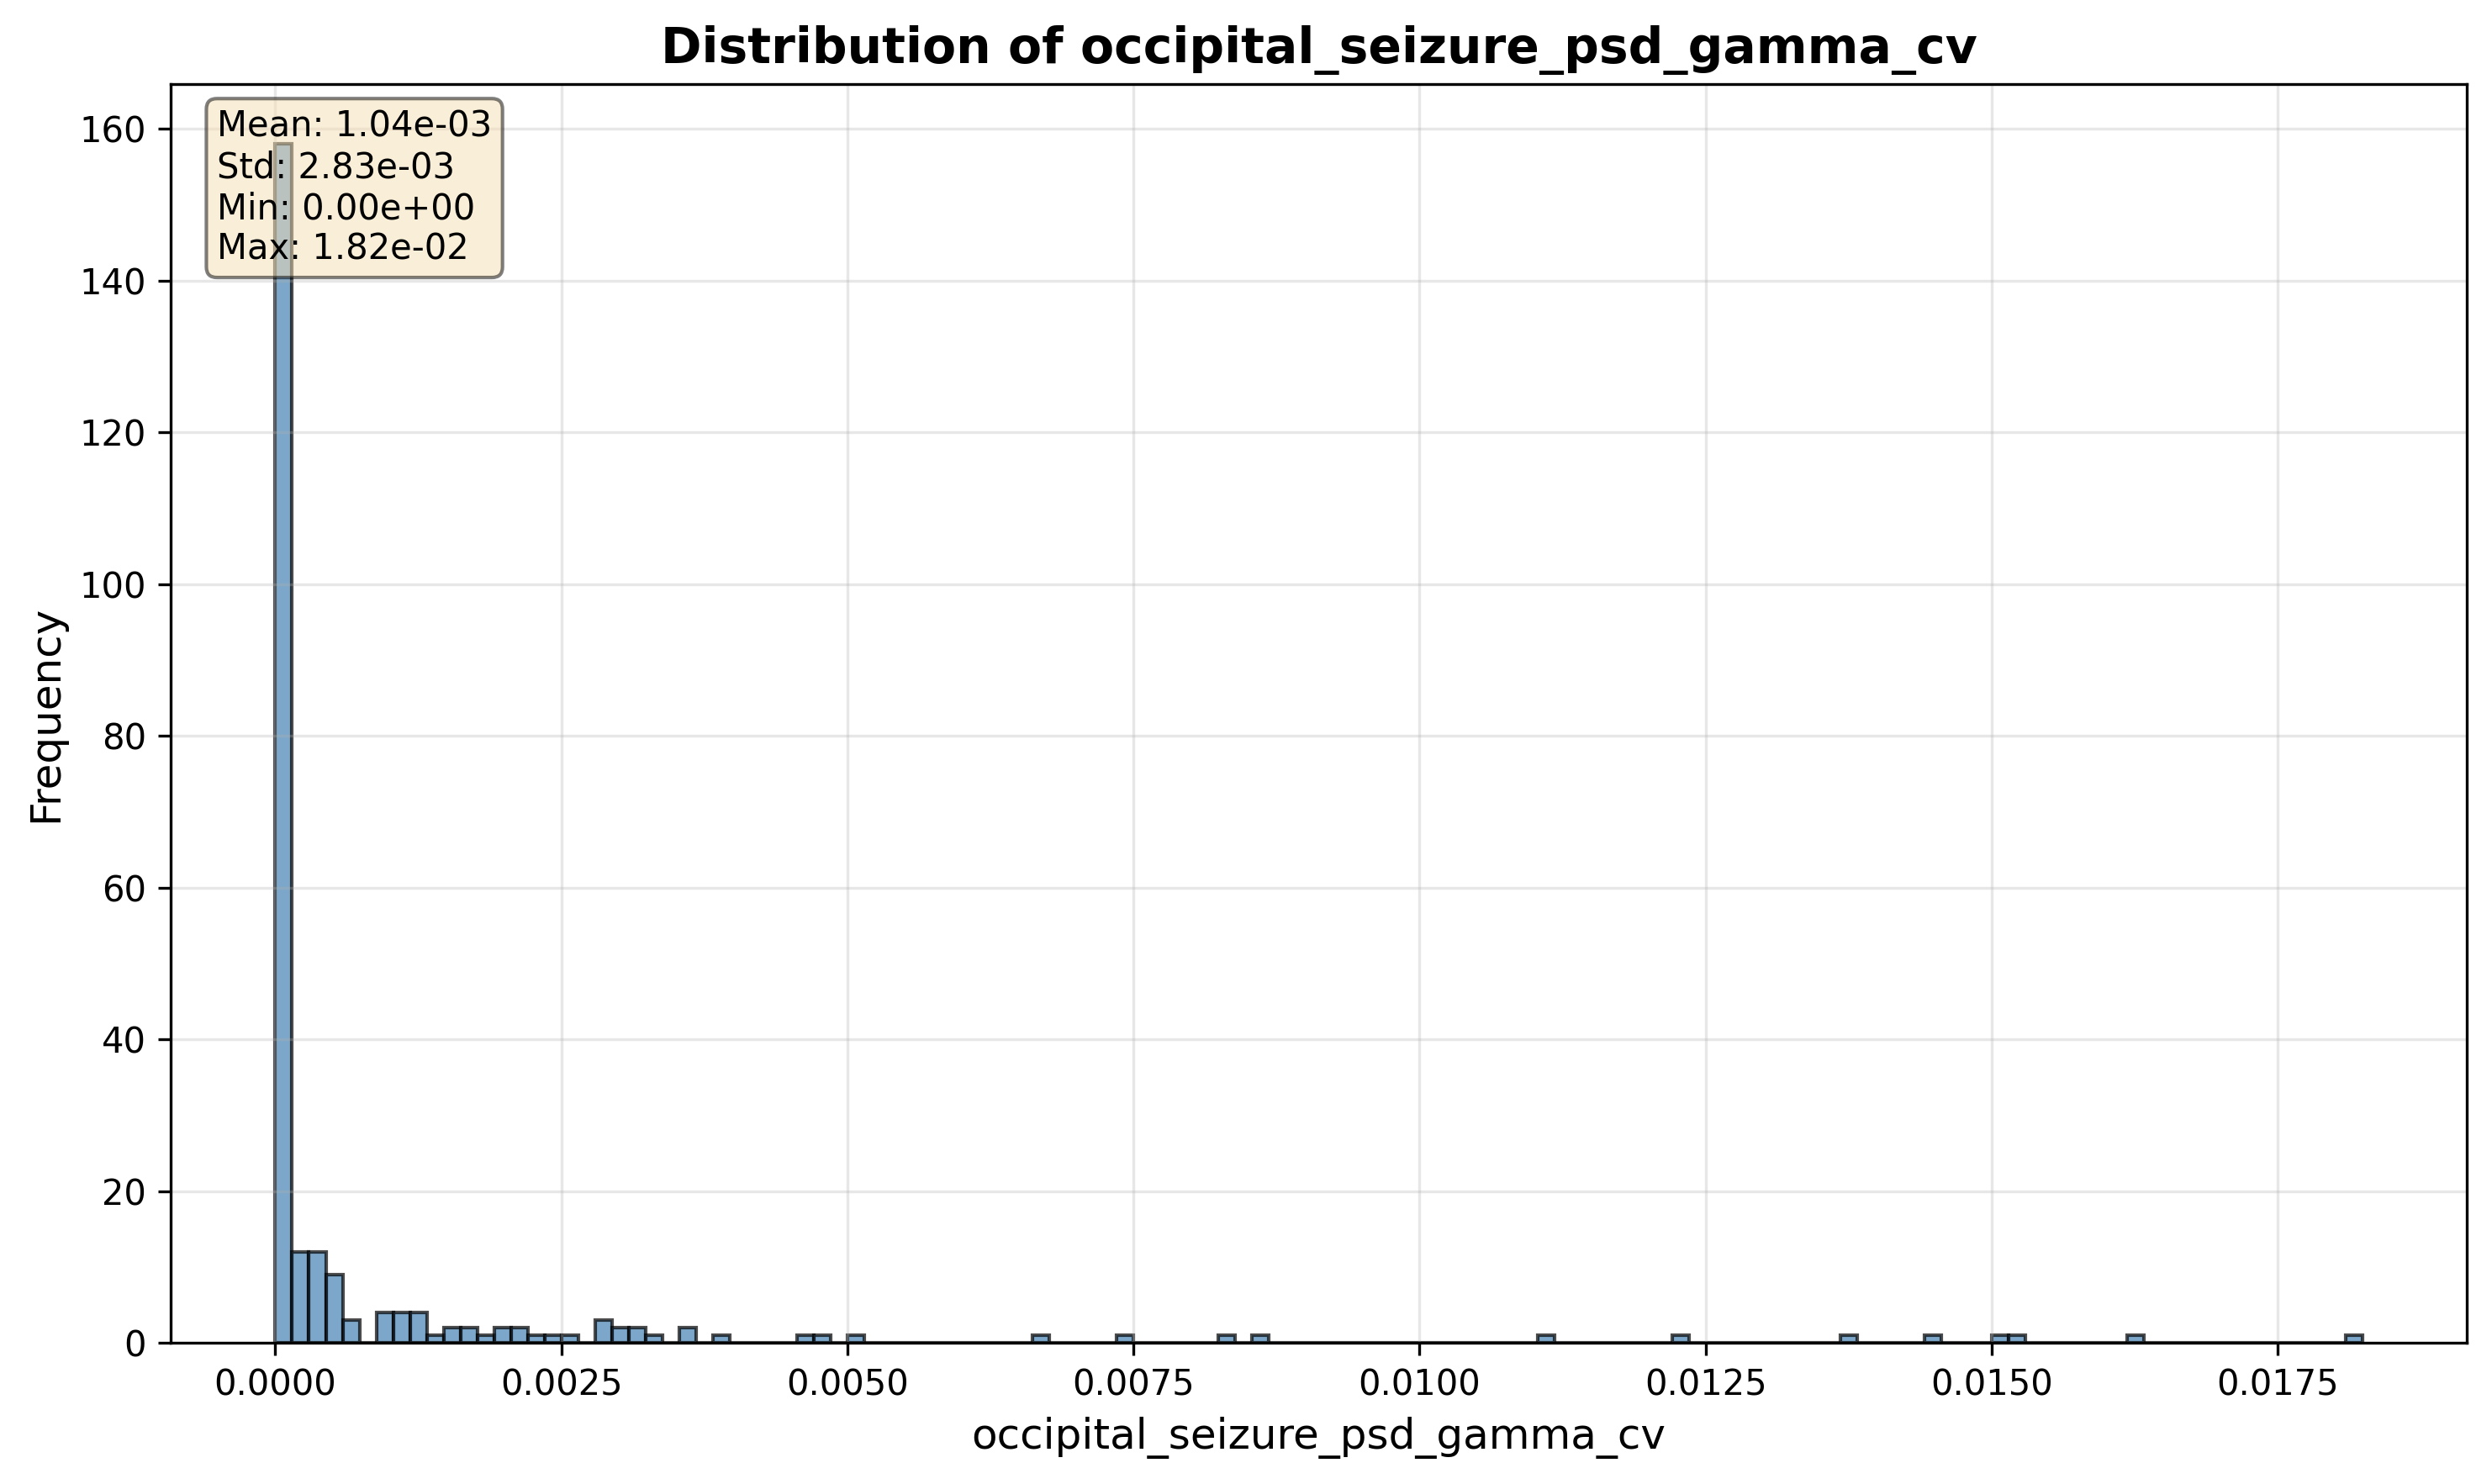 Distribution of occipital_seizure_psd_gamma_cv
Mean: 1.04e-03
Std: 2.83e-03
Min: 0.00e+00
Max: 1.82e-02
160
140
120
100
80
60
40
20
0
Frequency
0.0000 0.0025 0.0050 0.0075 0.0100 0.0125 0.0150 0.0175
occipital_seizure_psd_gamma_cv